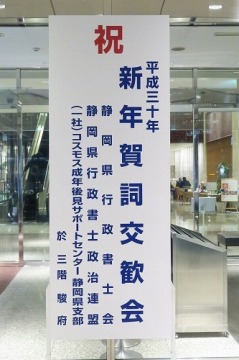 祝
平成三十年
新年賀詞交歓会
静岡県行政書士会
静岡県行政書士政治連盟
(一社)コスモス成年後見サポートセンター静岡県支部
於三階駿府